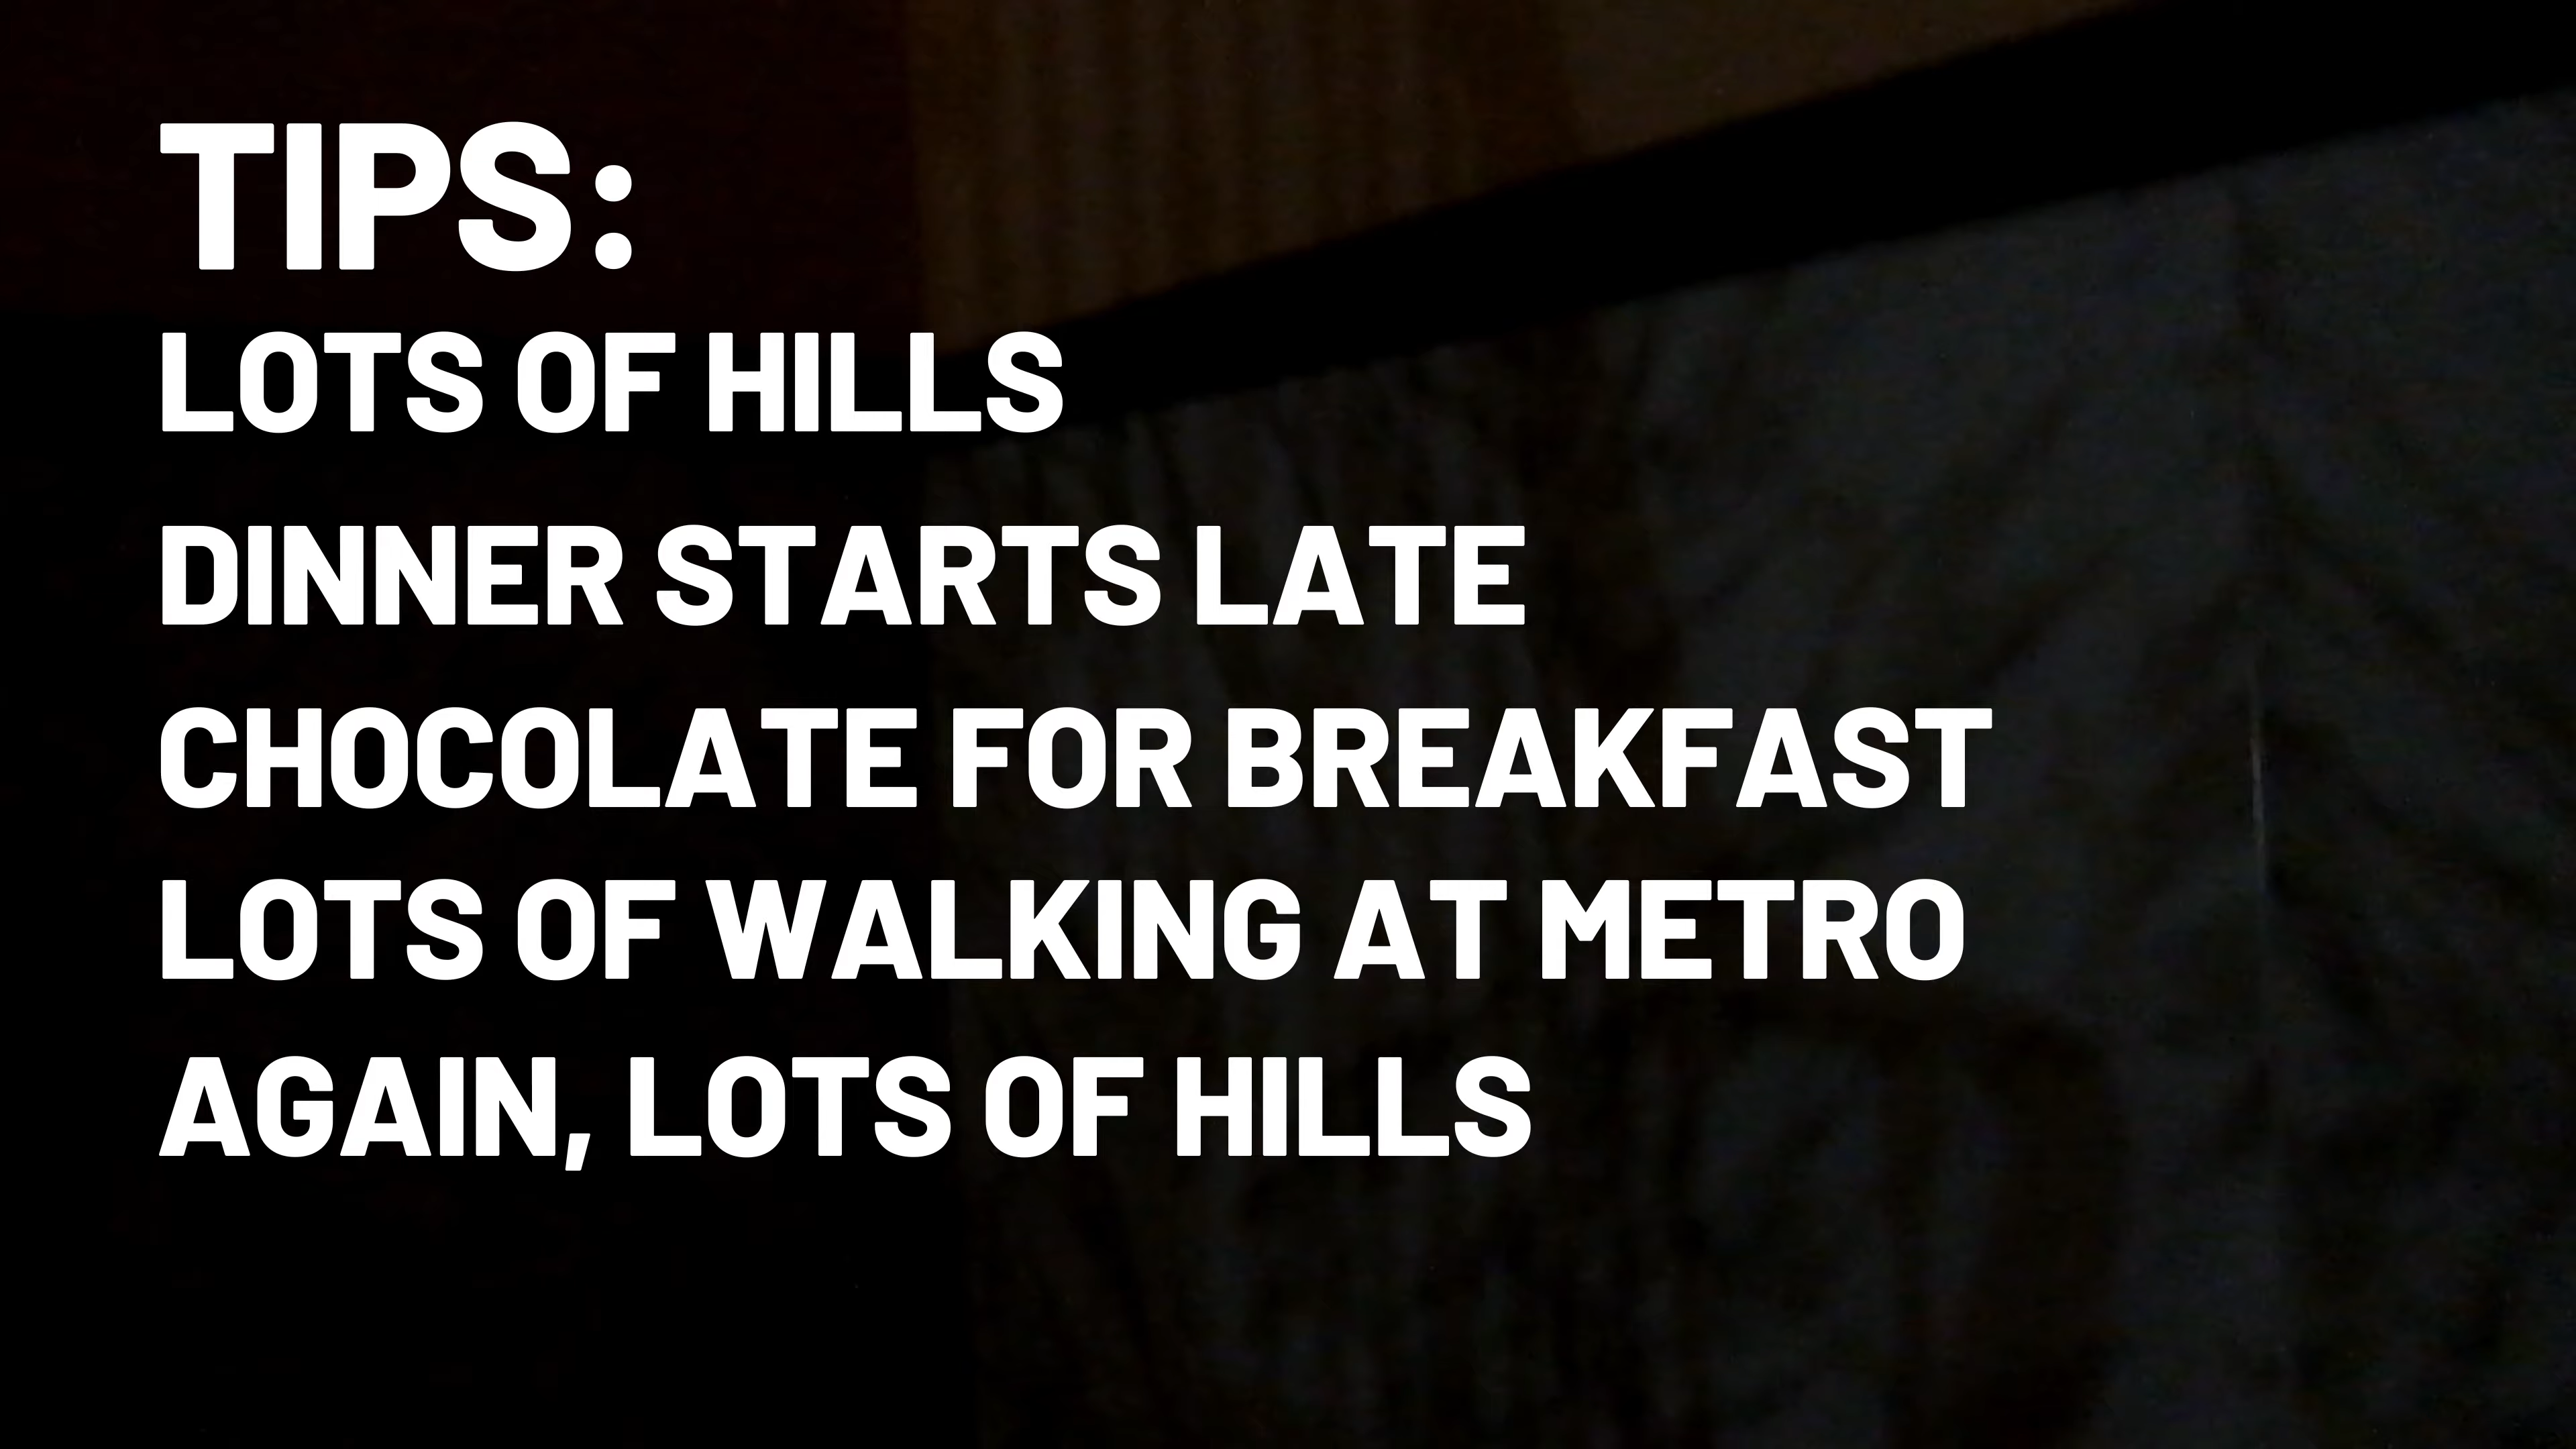 TIPS:
LOTS OF HILLS
DINNER STARTS LATE
CHOCOLATE FOR BREAKFAST
LOTS OF WALKING AT METRO
AGAIN, LOTS OF HILLS